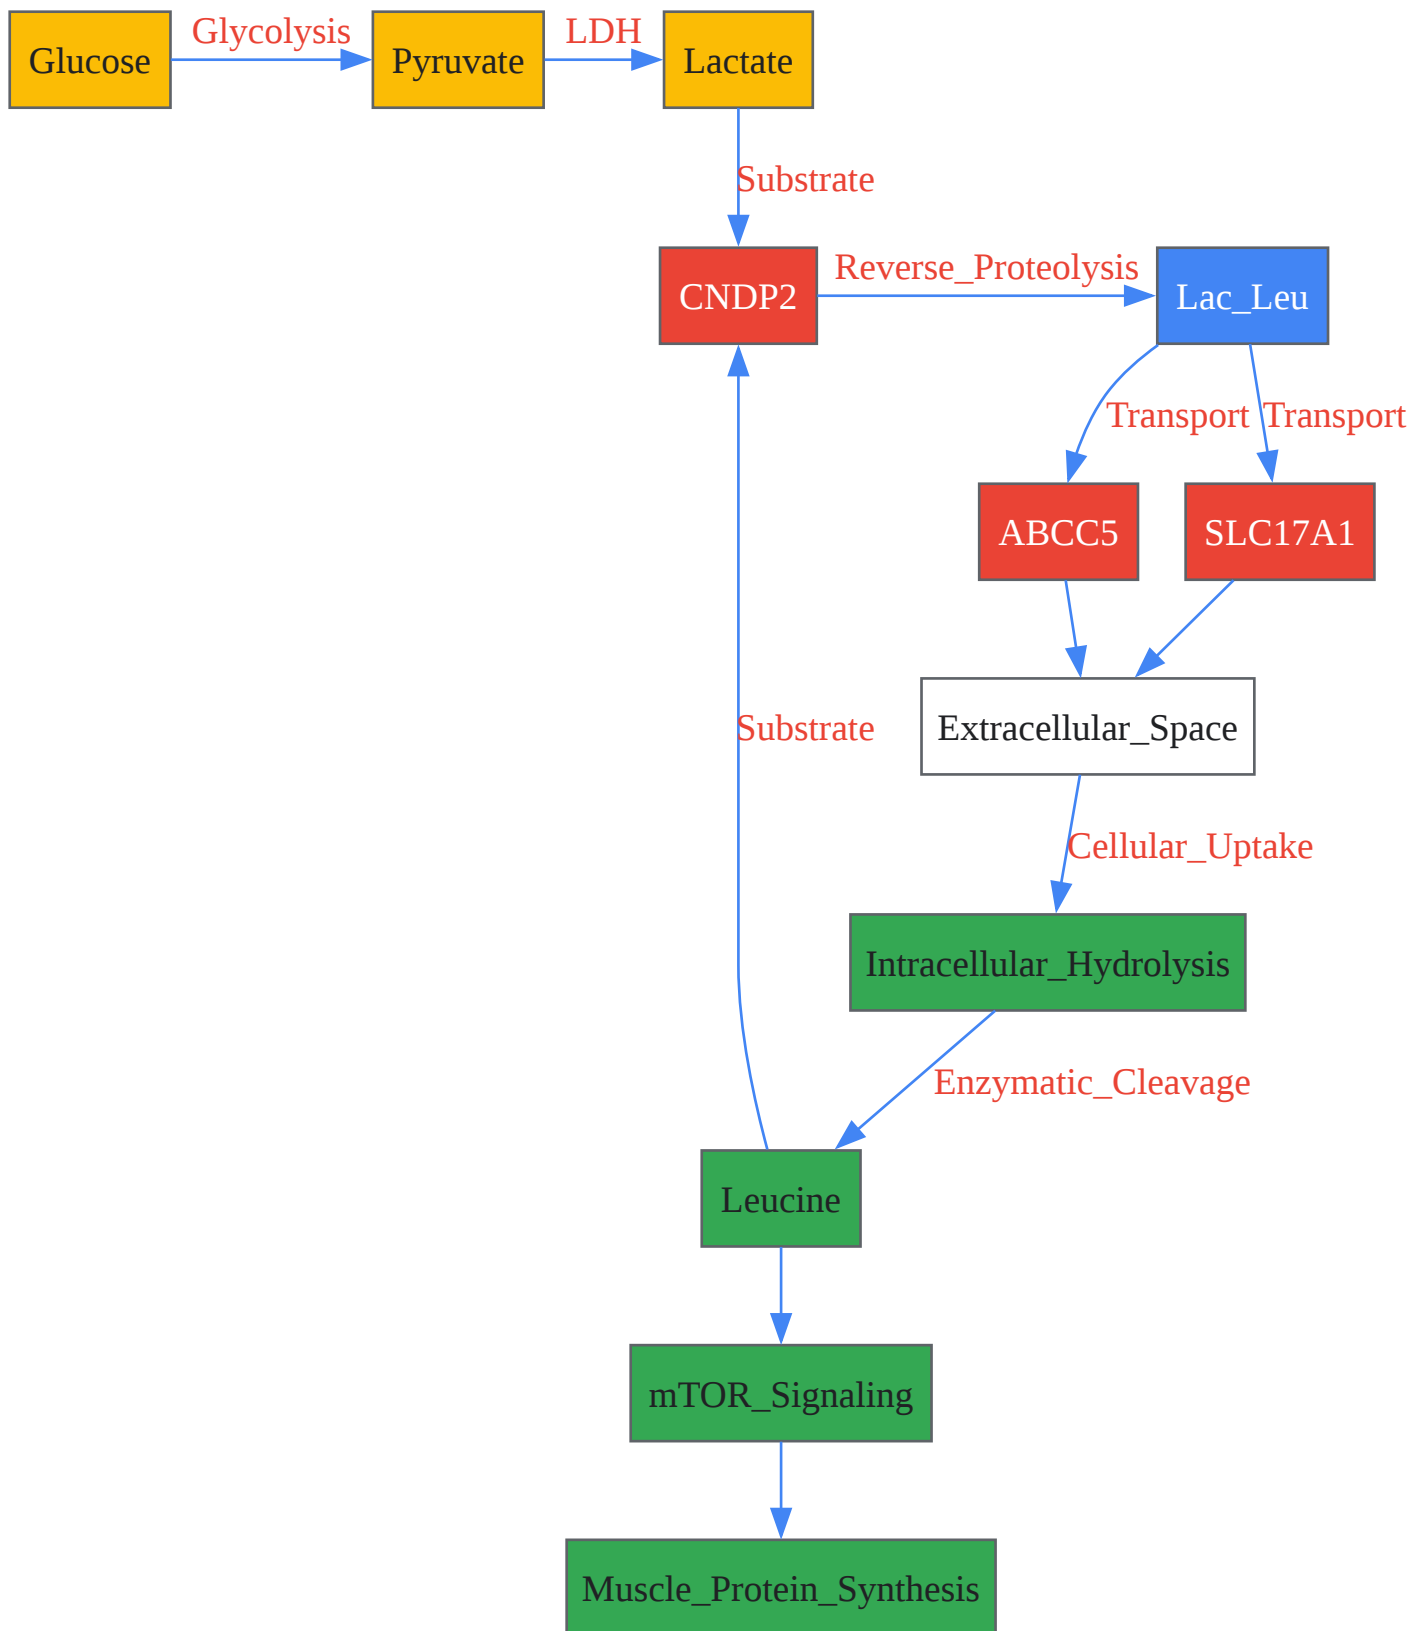 Glycolysis
LDH
Glucose
Pyruvate
Lactate
Substrate
Reverse_Proteolysis
CNDP2
Lac_Leu
Transport
Transport
ABCC5
SLC17A1
Substrate
Extracellular_Space
Cellular_Uptake
Intracellular_Hydrolysis
Enzymatic_Cleavage
Leucine
mTOR_Signaling
Muscle_Protein_Synthesis